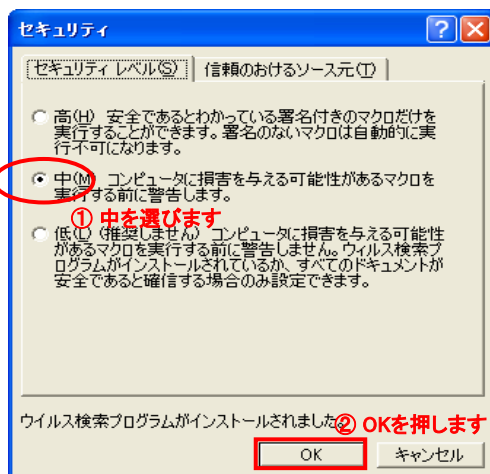 セキュリティ
セキュリティ レベル(S)
信頼のおけるソース元(T)
高(H) 安全であるとわかっている署名付きのマクロだけを
実行することができます。署名のないマクロは自動的に実
行不可になります。
中(M) コンピュータに損害を与える可能性があるマクロを
実行する前に警告します。
① 中を選びます
低(L) (推奨しません) コンピュータに損害を与える可能性
があるマクロを実行する前に警告しません。ウィルス検索プ
ログラムがインストールされているか、すべてのドキュメントが
安全であると確信する場合のみ設定できます。
ウイルス検索プログラムがインストールされました。
② OKを押します
OK
キャンセル